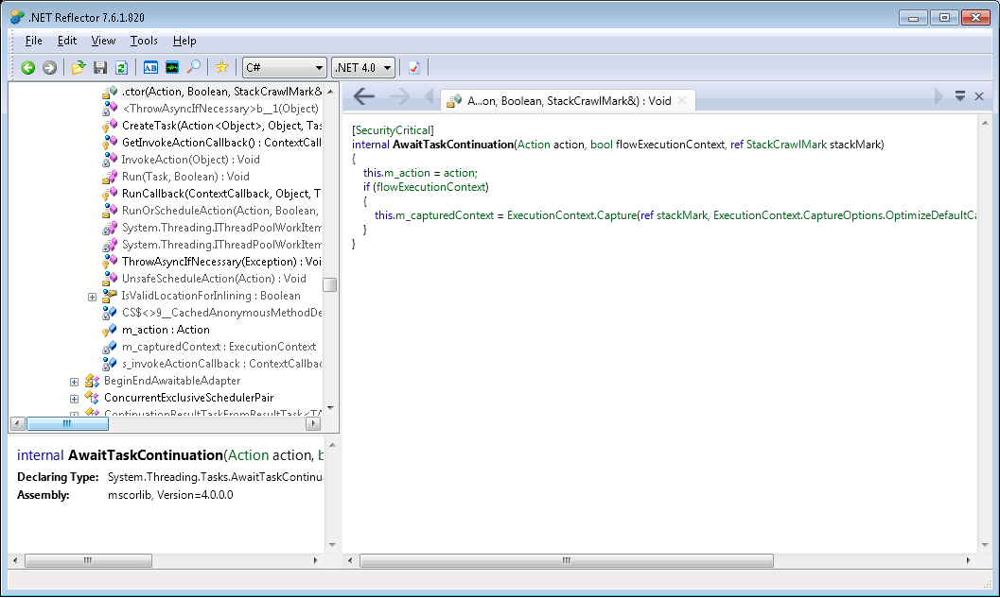 .NET Reflector 7.6.1.820
File Edit View Tools Help
C# .NET 4.0
.ctor(Action, Boolean, StackCrawlMark&
<ThrowAsyncIfNecessary>b__1(Object)
CreateTask(Action<Object>, Object, Tas
GetInvokeActionCallback() : ContextCall
InvokeAction(Object) : Void
Run(Task, Boolean) : Void
RunCallback(ContextCallback, Object, T
RunOrScheduleAction(Action, Boolean,
System.Threading.IThreadPoolWorkItem
System.Threading.IThreadPoolWorkItem
ThrowAsyncIfNecessary(Exception) : Voi
UnsafeScheduleAction(Action) : Void
IsValidLocationForInlining : Boolean
CS$<>9__CachedAnonymousMethodDe
m_action : Action
m_capturedContext : ExecutionContext
s_invokeActionCallback : ContextCallbac
BeginEndAwaitableAdapter
ConcurrentExclusiveSchedulerPair
ContinuationResultTaskFromResultTask<TA
internal AwaitTaskContinuation(Action action, b
Declaring Type: System.Threading.Tasks.AwaitTaskContinua
Assembly: mscorlib, Version=4.0.0.0
A...on, Boolean, StackCrawlMark&) : Void
[SecurityCritical]
internal AwaitTaskContinuation(Action action, bool flowExecutionContext, ref StackCrawlMark stackMark)
{
this.m_action = action;
if (flowExecutionContext)
{
this.m_capturedContext = ExecutionContext.Capture(ref stackMark, ExecutionContext.CaptureOptions.OptimizeDefaultCa
}
}